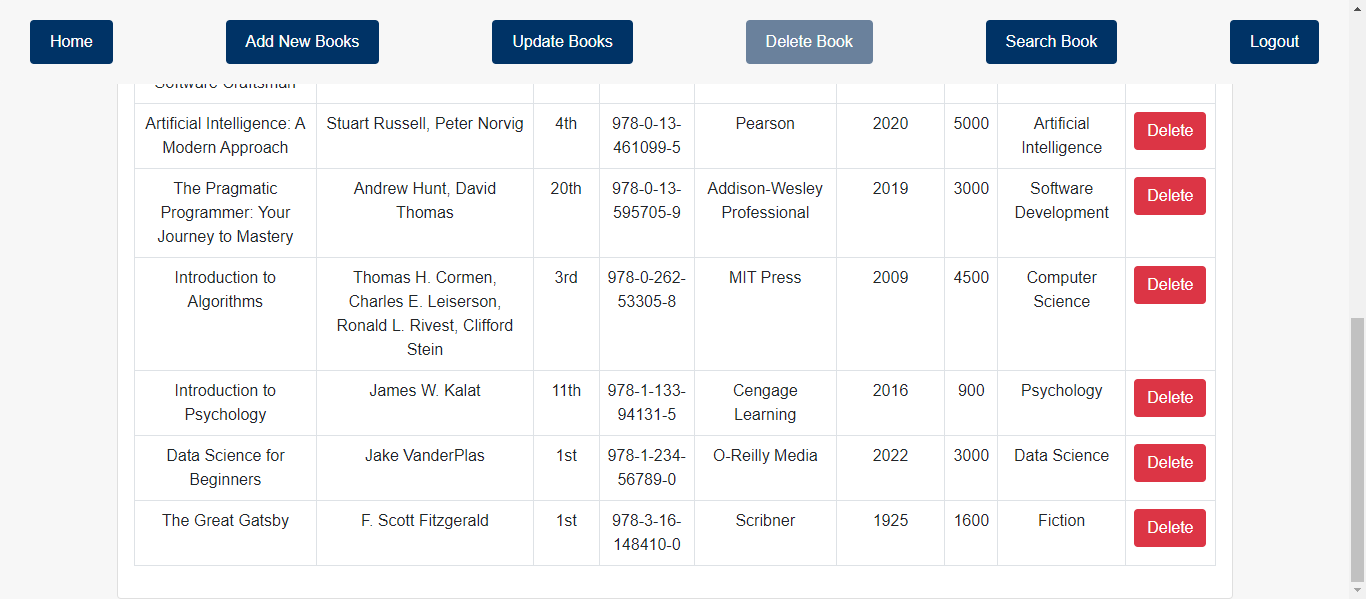 Home Add New Books Update Books Delete Book Search Book Logout
Software Craftsman
Artificial Intelligence: A Stuart Russell, Peter Norvig 4th 978-0-13- Pearson 2020 5000 Artificial Delete
Modern Approach 461099-5 Intelligence
The Pragmatic Andrew Hunt, David 20th 978-0-13- Addison-Wesley 2019 3000 Software Delete
Programmer: Your Thomas 595705-9 Professional Development
Journey to Mastery
Introduction to Thomas H. Cormen, 3rd 978-0-262- MIT Press 2009 4500 Computer Delete
Algorithms Charles E. Leiserson, 53305-8 Science
Ronald L. Rivest, Clifford
Stein
Introduction to James W. Kalat 11th 978-1-133- Cengage 2016 900 Psychology Delete
Psychology 94131-5 Learning
Data Science for Jake VanderPlas 1st 978-1-234- O-Reilly Media 2022 3000 Data Science Delete
Beginners 56789-0
The Great Gatsby F. Scott Fitzgerald 1st 978-3-16- Scribner 1925 1600 Fiction Delete
148410-0